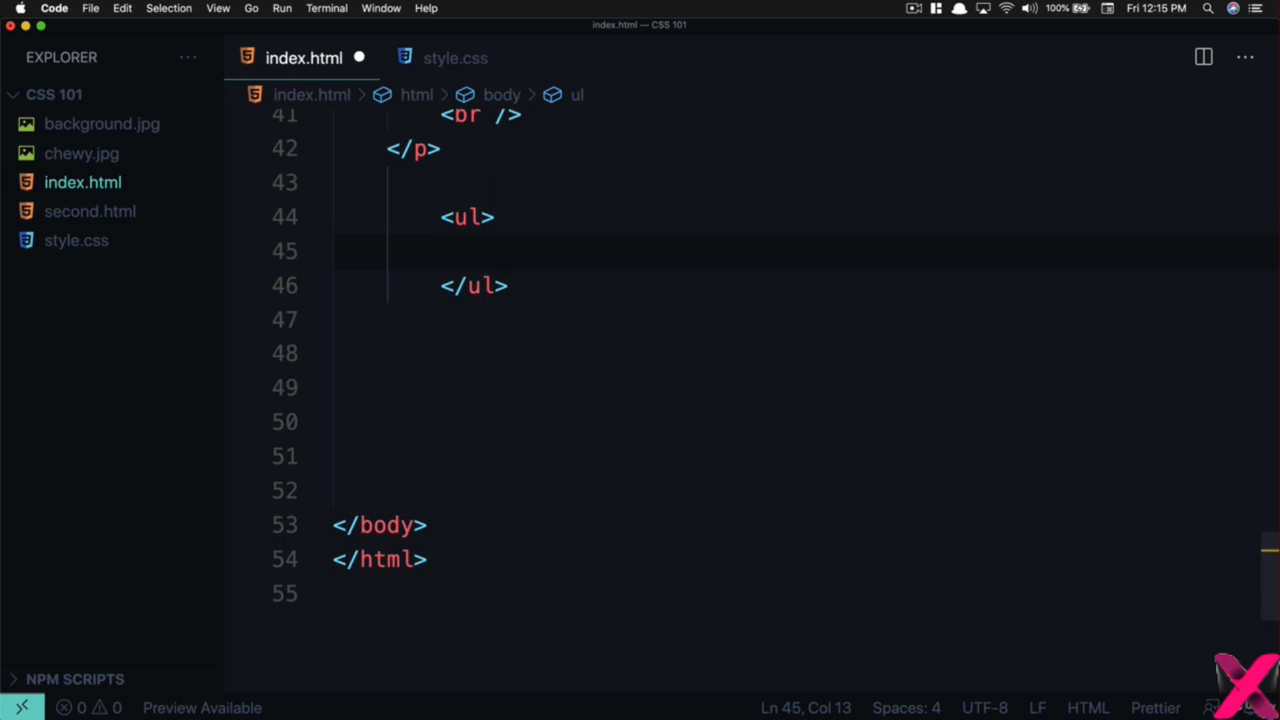 Code File Edit Selection View Go Run Terminal Window Help 100% Fri 12:15 PM
index.html — CSS 101
EXPLORER ··· index.html style.css ···
CSS 101
index.html > html > body > ul
background.jpg
chewy.jpg
index.html
second.html
style.css
41 <br />
42 </p>
43
44 <ul>
45
46 </ul>
47
48
49
50
51
52
53 </body>
54 </html>
55
NPM SCRIPTS
0 0 Preview Available Ln 45, Col 13 Spaces: 4 UTF-8 LF HTML Prettier